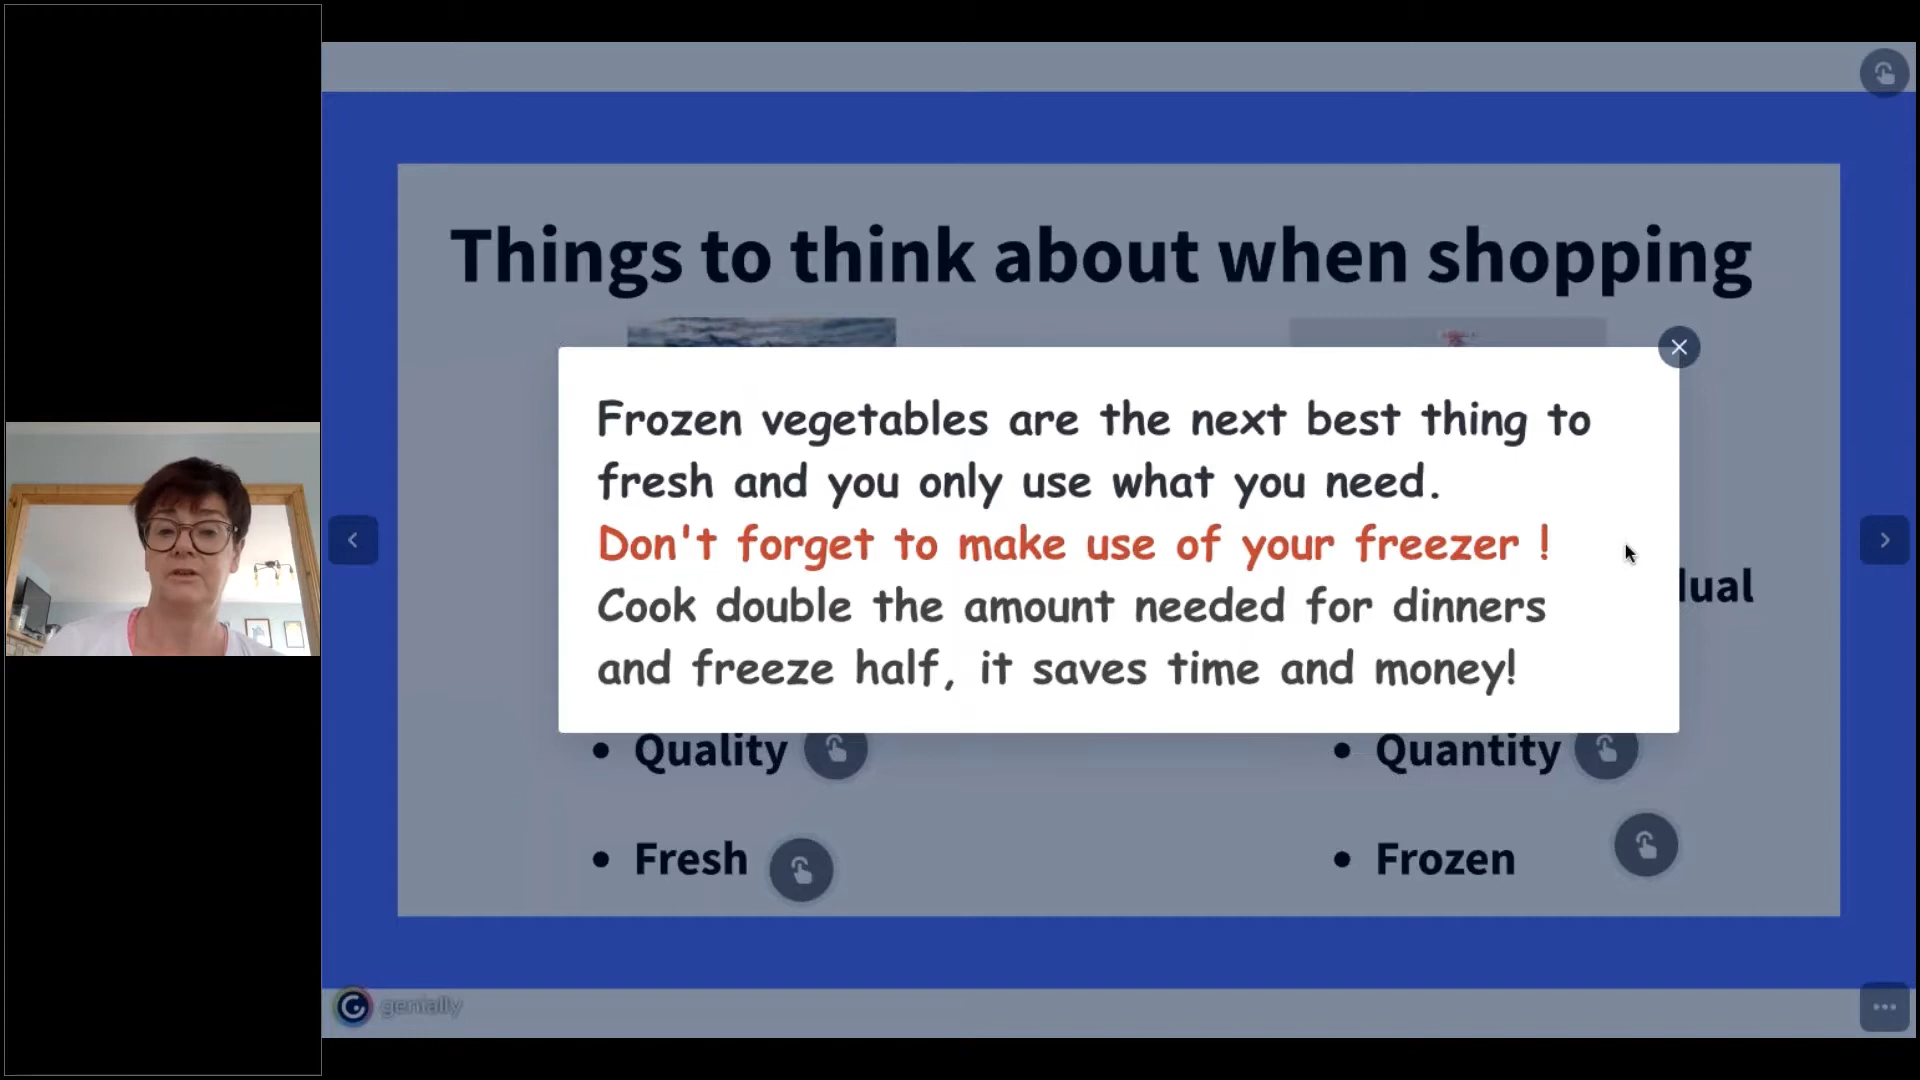 Things to think about when shopping
Frozen vegetables are the next best thing to
fresh and you only use what you need.
Don't forget to make use of your freezer !
Cook double the amount needed for dinners
and freeze half, it saves time and money!
Quality
Quantity
Fresh
Frozen
genially